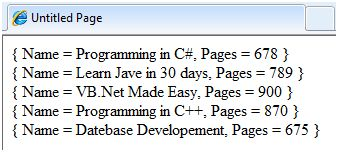 Untitled Page
{ Name = Programming in C#, Pages = 678 }
{ Name = Learn Jave in 30 days, Pages = 789 }
{ Name = VB.Net Made Easy, Pages = 900 }
{ Name = Programming in C++, Pages = 870 }
{ Name = Datebase Developement, Pages = 675 }